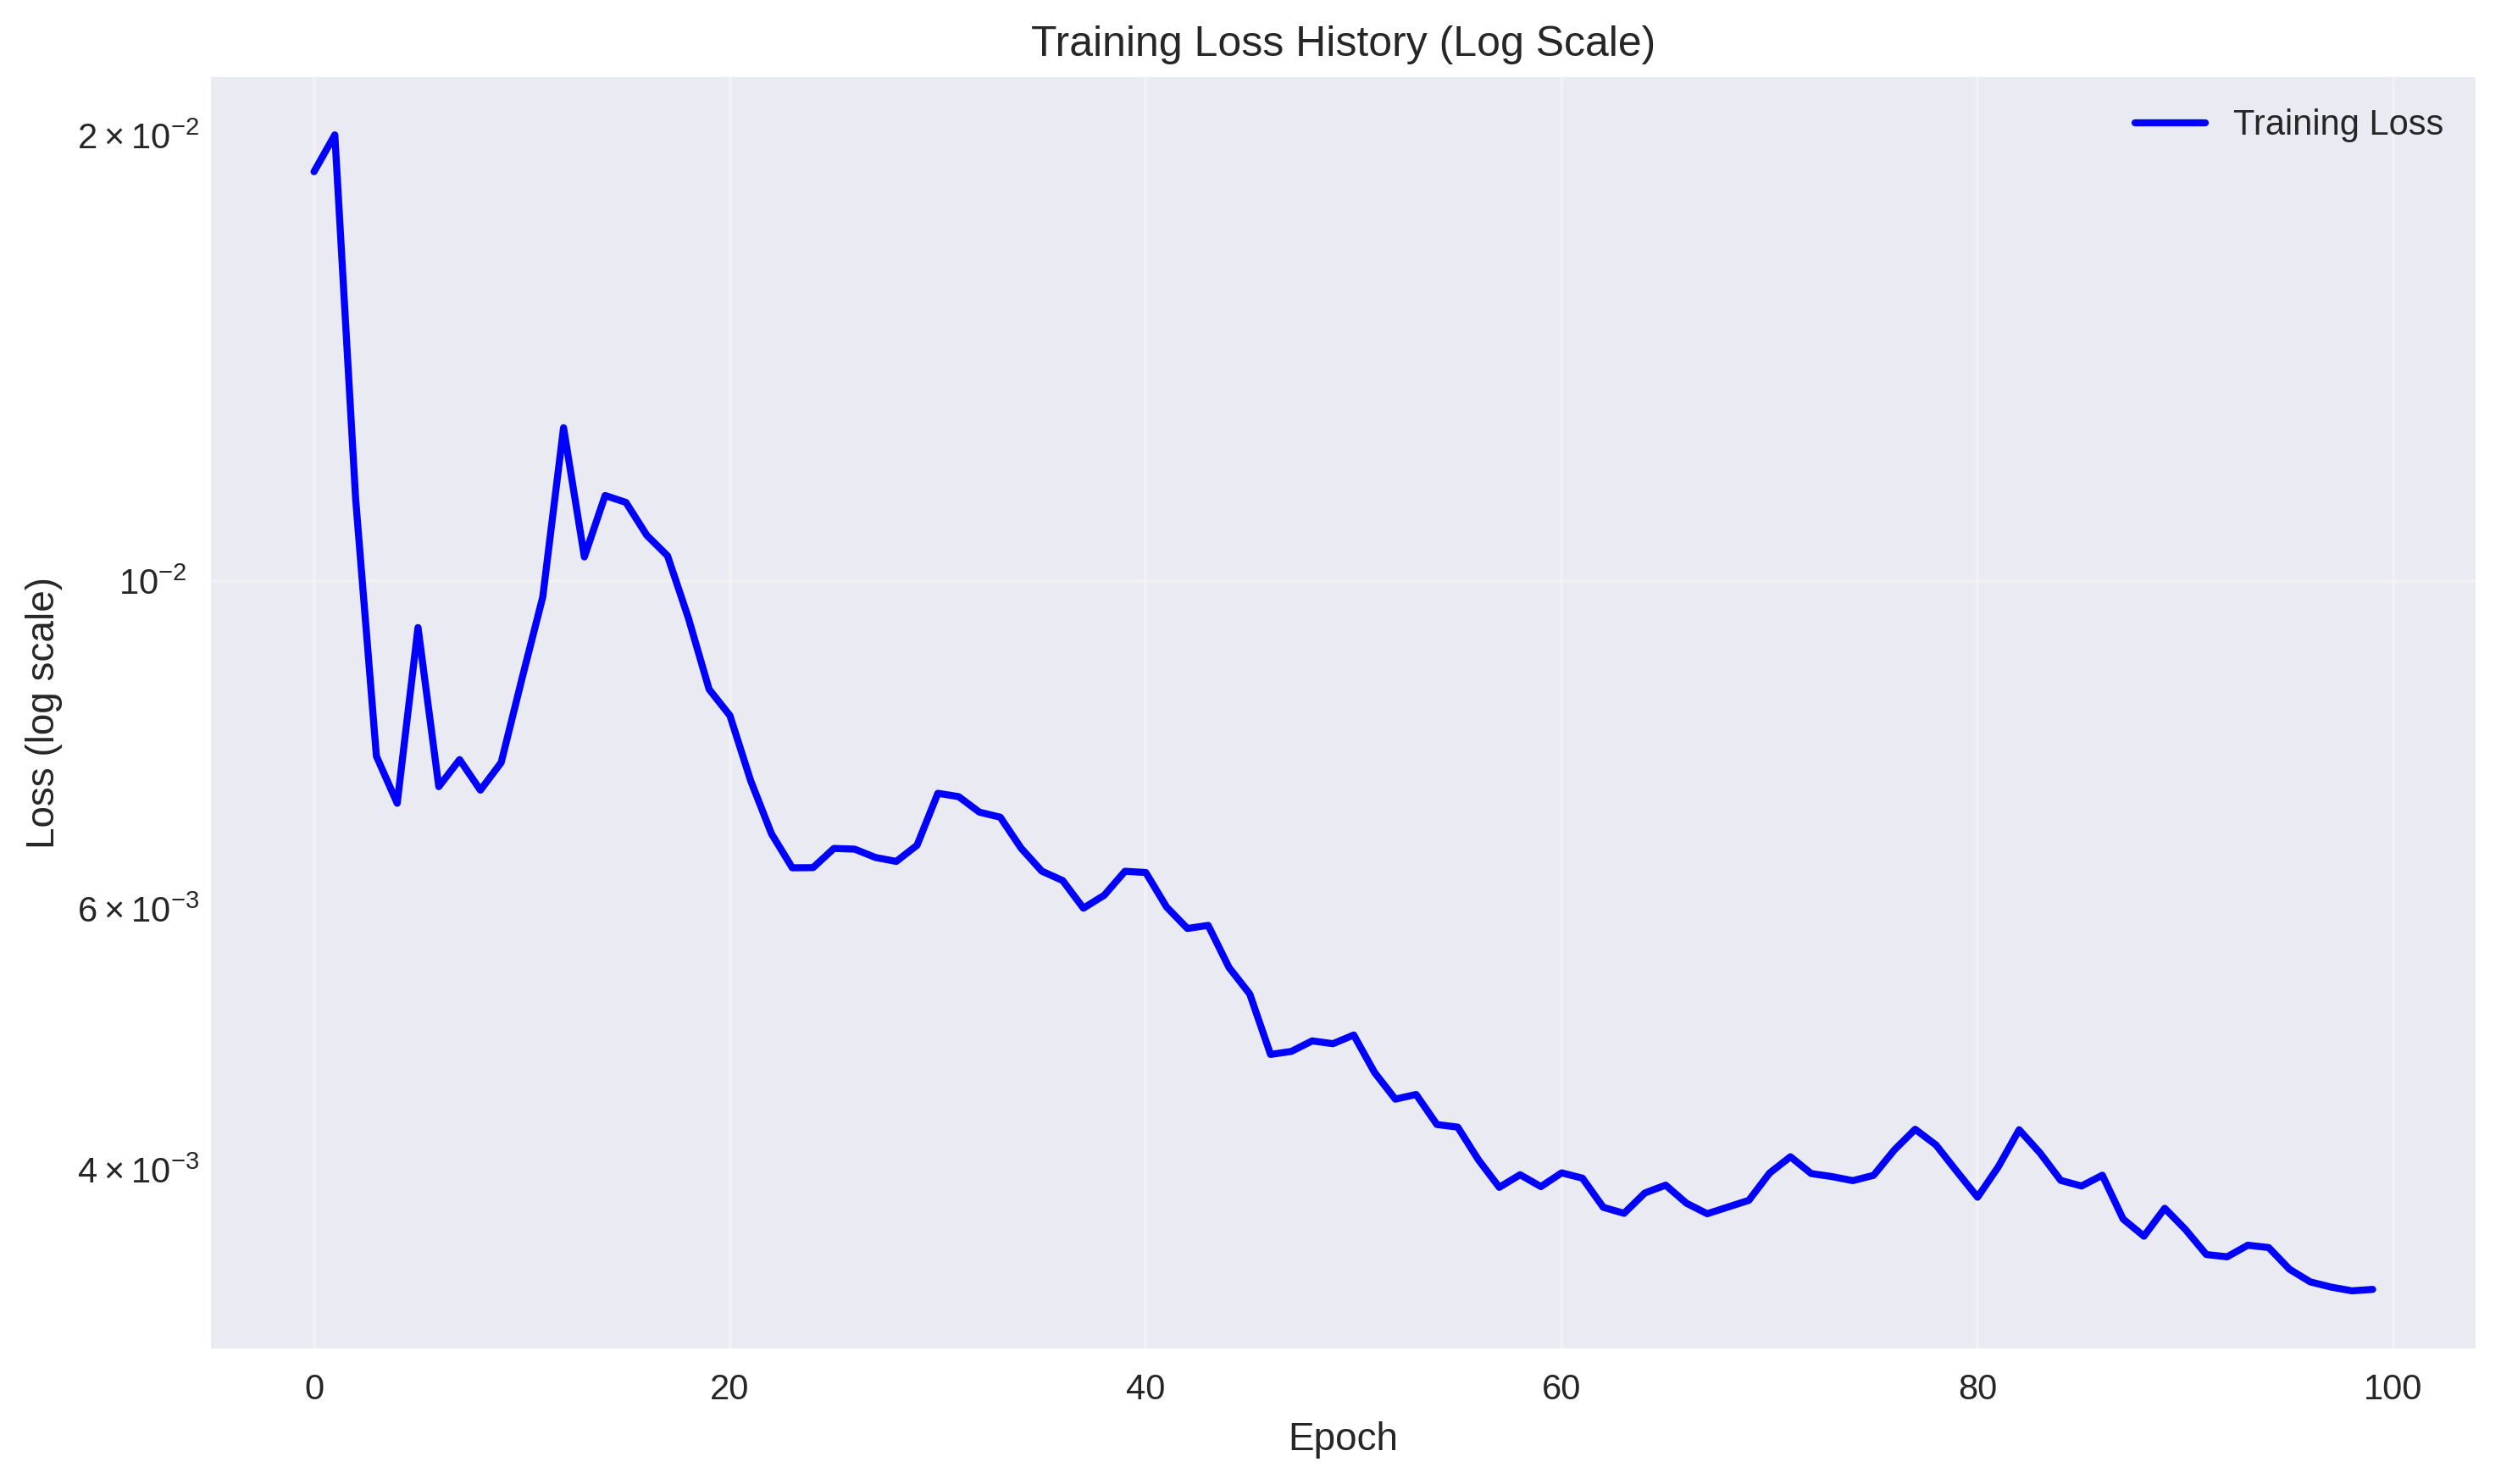 Training Loss History (Log Scale)
Training Loss
Loss (log scale)
2 × 10⁻²
10⁻²
6 × 10⁻³
4 × 10⁻³
0 20 40 60 80 100
Epoch